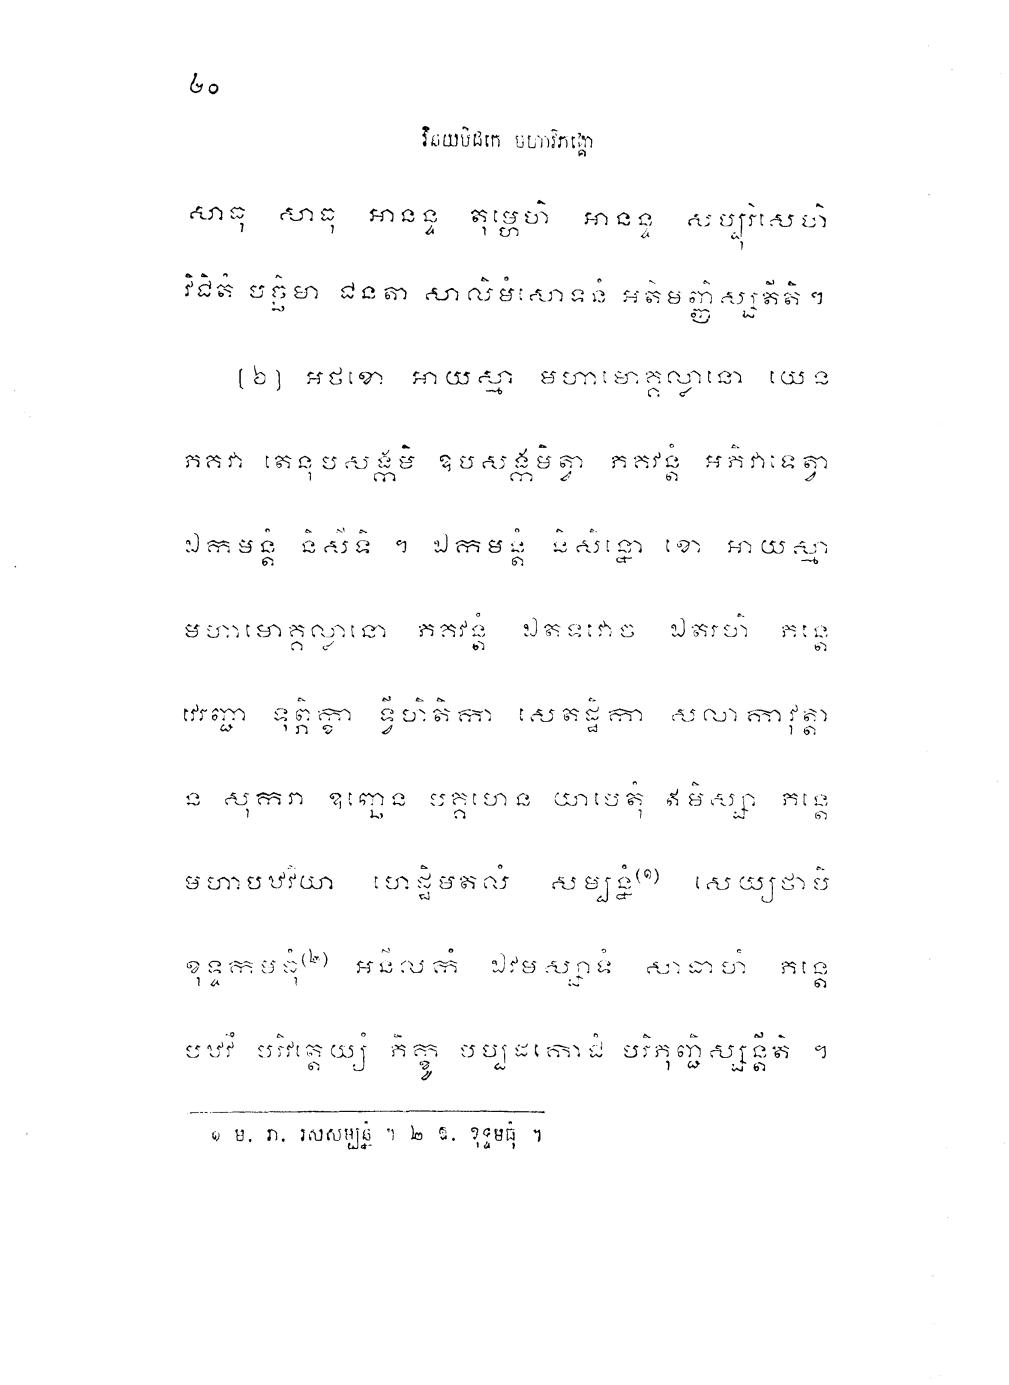 ៤០
វិនយបិដកេ មហាវិភង្គោ
សាធុ សាធុ អានន្ទ តុម្ហេហិ អានន្ទ សប្បុរិសេហិ
វិជិតំ បច្ឆិមា ជនតា សាលិមំសោទនំ អតិមញ្ញិស្សតីតិ ។
(៦) អថខោ អាយស្មា មហាមោគ្គល្លានោ យេន
ភគវា តេនុបសង្កមិ ឧបសង្កមិត្វា ភគវន្តំ អភិវាទេត្វា
ឯកមន្តំ និសីទិ ។ ឯកមន្តំ និសិន្នោ ខោ អាយស្មា
មហាមោគ្គល្លានោ ភគវន្តំ ឯតទវោច ឯតរហិ ភន្តេ
វេរញ្ជា ទុព្ភិក្ខា ទ្វីហិតិកា សេតដ្ឋិកា សលាកាវុត្តា
ន សុករា ឧញ្ឆេន បគ្គហេន យាបេតុំ ឥមិស្សា ភន្តេ
មហាបឋវិយា ហេដ្ឋិមតលំ សម្បន្នំ(១) សេយ្យថាបិ
ខុទ្ទកមធុំ(២) អនីលកំ ឯវមស្សាទំ សាធាហំ ភន្តេ
បឋវឹ បរិវត្តេយ្យំ ភិក្ខូ បប្បដកោជំ បរិភុញ្ជិស្សន្តីតិ ។
១ ម. រា. រសសម្បន្នំ ។ ២ ឱ. ខុទ្ទមធុំ ។